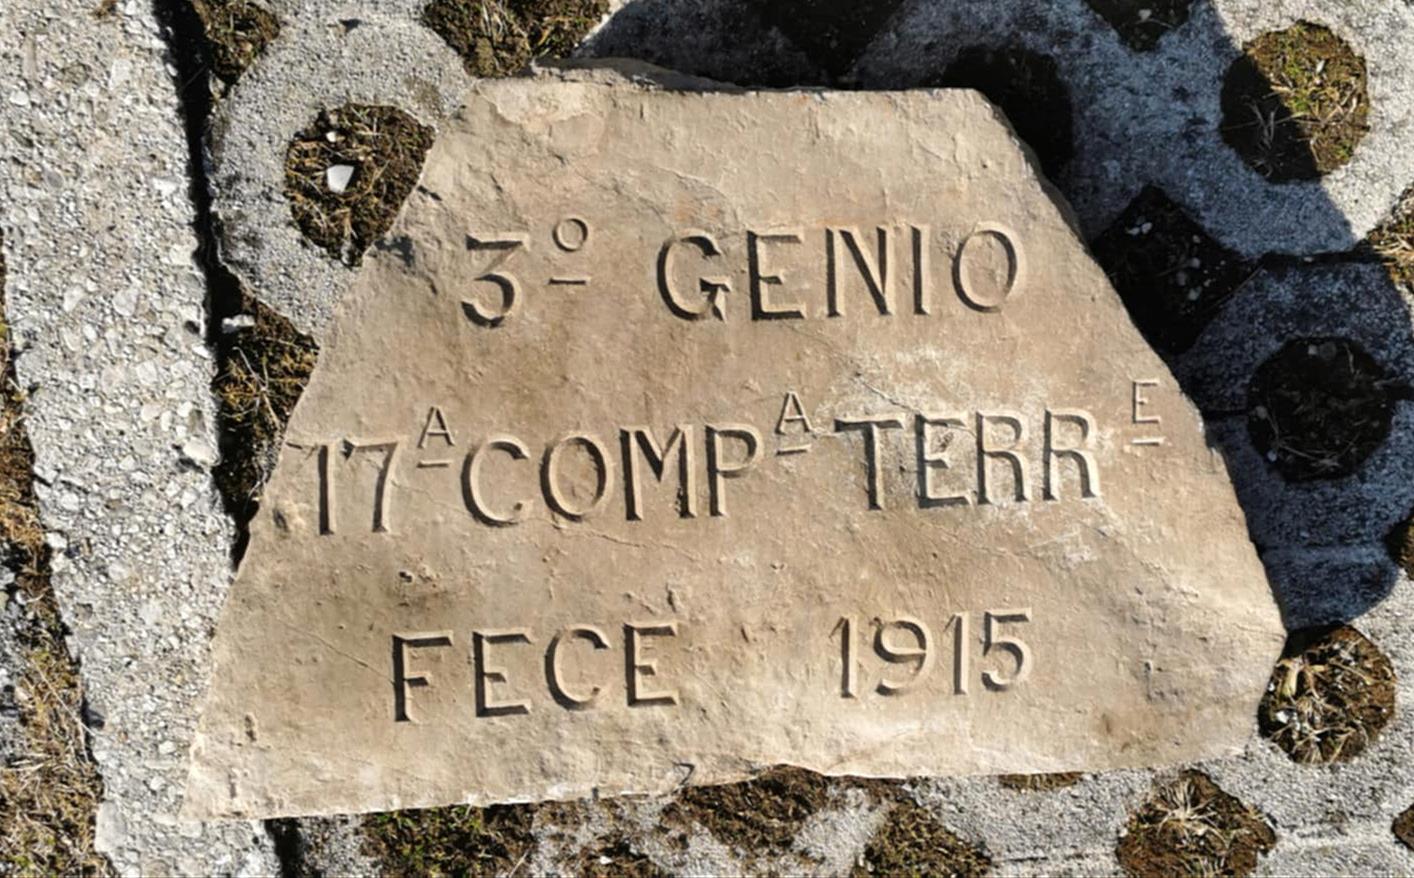 3º GENIO
17ᴬ COMPᴬ TERRᴱ
FECE 1915